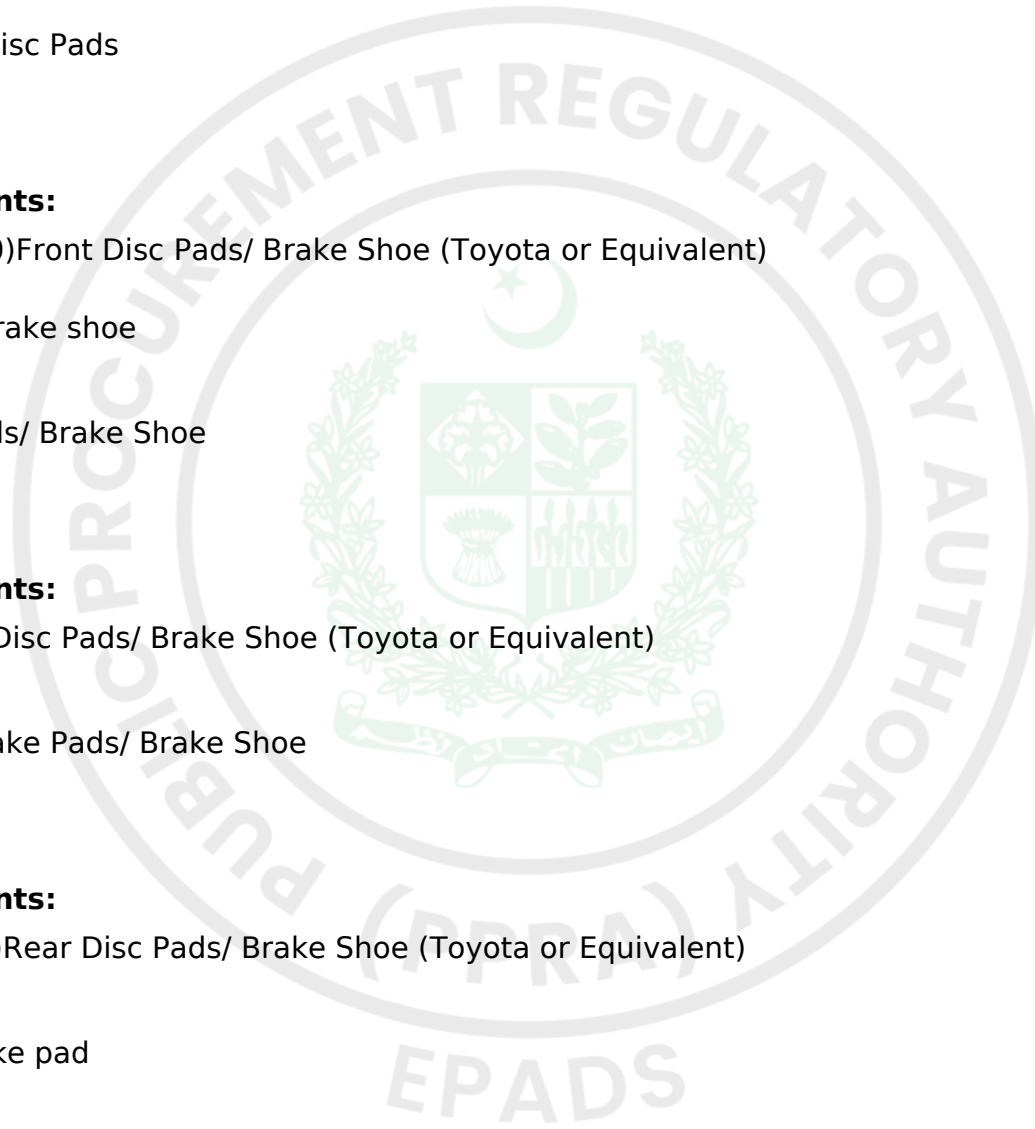 isc Pads
nts:
)Front Disc Pads/ Brake Shoe (Toyota or Equivalent)
rake shoe
ls/ Brake Shoe
nts:
Disc Pads/ Brake Shoe (Toyota or Equivalent)
ake Pads/ Brake Shoe
nts:
Rear Disc Pads/ Brake Shoe (Toyota or Equivalent)
ke pad
PUBIC PROCUREMENT REGULATORY AUTHORITY
(PPRA)
EPADS